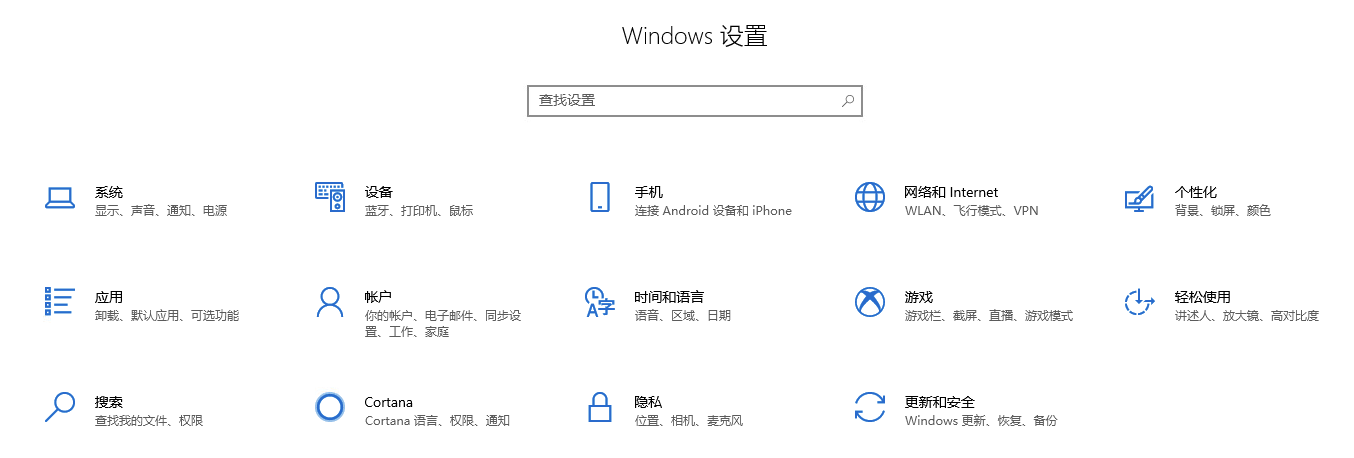 Windows 设置
查找设置
系统
显示、声音、通知、电源
设备
蓝牙、打印机、鼠标
手机
连接 Android 设备和 iPhone
网络和 Internet
WLAN、飞行模式、VPN
个性化
背景、锁屏、颜色
应用
卸载、默认应用、可选功能
帐户
你的帐户、电子邮件、同步设
置、工作、家庭
时间和语言
语音、区域、日期
游戏
游戏栏、截屏、直播、游戏模式
轻松使用
讲述人、放大镜、高对比度
搜索
查找我的文件、权限
Cortana
Cortana 语言、权限、通知
隐私
位置、相机、麦克风
更新和安全
Windows 更新、恢复、备份